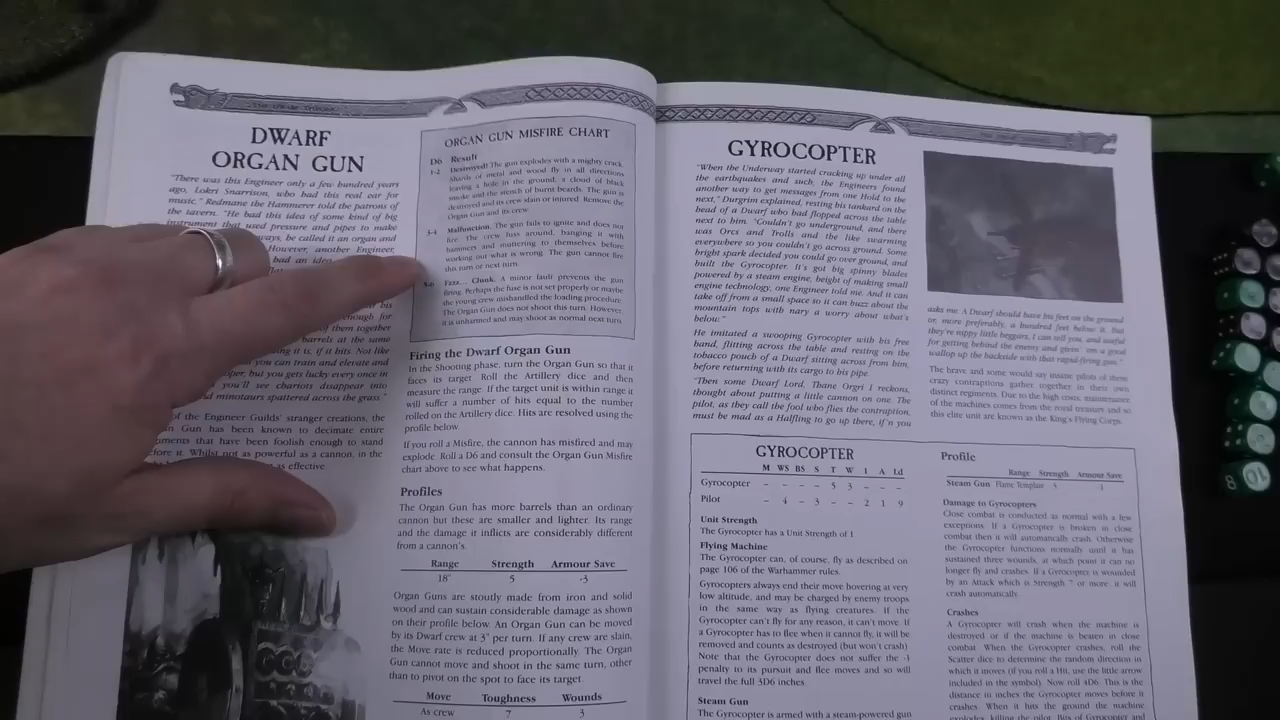 DWARF
ORGAN GUN
"There was this Engineer only a few hundred years
ago, Lokri Snarrison, who had this real ear for
music," Redmane the Hammerer told the patrons of
the tavern. "He had this idea of some kind of big
instrument that used pressure and pipes to make
he called it an organ and
However, another Engineer,
had an idea
his
enough for
of them together
barrels at the same
ing it is, if it hits. Not like
you can train and elevate and
but you gets lucky every once in
you'll see chariots disappear into
minotaurs spattered across the grass."
of the Engineer Guilds' stranger creations, the
Gun has been known to decimate entire
that have been foolish enough to stand
before it. Whilst not as powerful as a cannon, in the
as effective
ORGAN GUN MISFIRE CHART
D6 Result
1-2 Destroyed! The gun explodes with a mighty crack.
Shards of metal and wood fly in all directions
leaving a hole in the ground, a cloud of black
smoke and the stench of burnt beards. The gun is
destroyed and its crew slain or injured. Remove the
Organ Gun and its crew.
3-4 Malfunction. The gun fails to ignite and does not
fire. The crew fuss around, banging it with
hammers and muttering to themselves before
working out what is wrong. The gun cannot fire
this turn or next turn.
Fzzz... Clunk. A minor fault prevents the gun
firing. Perhaps the fuse is not set properly or maybe
the young crew mishandled the loading procedure.
The Organ Gun does not shoot this turn. However,
it is unharmed and may shoot as normal next turn.
Firing the Dwarf Organ Gun
In the Shooting phase, turn the Organ Gun so that it
faces its target. Roll the Artillery dice and then
measure the range. If the target unit is within range it
will suffer a number of hits equal to the number
rolled on the Artillery dice. Hits are resolved using the
profile below.
If you roll a Misfire, the cannon has misfired and may
explode. Roll a D6 and consult the Organ Gun Misfire
chart above to see what happens.
Profiles
The Organ Gun has more barrels than an ordinary
cannon but these are smaller and lighter. Its range
and the damage it inflicts are considerably different
from a cannon's.
Range Strength Armour Save
18" 5 -3
Organ Guns are stoutly made from iron and solid
wood and can sustain considerable damage as shown
on their profile below. An Organ Gun can be moved
by its Dwarf crew at 3" per turn. If any crew are slain,
the Move rate is reduced proportionally. The Organ
Gun cannot move and shoot in the same turn, other
than to pivot on the spot to face its target.
Move Toughness Wounds
As crew 7 3
GYROCOPTER
"When the Underway started cracking up under all
the earthquakes and such, the Engineers found
another way to get messages from one Hold to the
next," Durgrim explained, resting his tankard on the
head of a Dwarf who had flopped across the table
next to him. "Couldn't go underground, and there
was Orcs and Trolls and the like swarming
everywhere so you couldn't go across ground. Some
bright spark decided you could go over ground, and
built the Gyrocopter. It's got big spinny blades
powered by a steam engine, height of making small
engine technology, one Engineer told me. And it can
take off from a small space so it can buzz about the
mountain tops with nary a worry about what's
below."
He imitated a swooping Gyrocopter with his free
hand, flitting across the table and resting on the
tobacco pouch of a Dwarf sitting across from him,
before returning with its cargo to his pipe.
"Then some Dwarf Lord, Thane Orgri I reckons,
thought about putting a little cannon on one. The
pilot, as they call the fool who flies the contraption,
must be mad as a Halfling to go up there, if'n you
asks me. A Dwarf should have his feet on the ground
or, more preferably, a hundred feet below it, but
they're nippy little beggars, I can tell you, and useful
for getting behind the enemy and givin' 'em a good
wallop up the backside with that rapid-firing gun."
The brave and some would say insane pilots of these
crazy contraptions gather together in their own
distinct regiments. Due to the high costs, maintenance
of the machines comes from the royal treasury and so
this elite unit are known as the King's Flying Corps.
GYROCOPTER
M WS BS S T W I A Ld
Gyrocopter - - - - 5 3 - - -
Pilot - 4 - 3 - - 2 1 9
Unit Strength
The Gyrocopter has a Unit Strength of 1
Flying Machine
The Gyrocopter can, of course, fly as described on
page 106 of the Warhammer rules.
Gyrocopters always end their move hovering at very
low altitude, and may be charged by enemy troops
in the same way as flying creatures. If the
Gyrocopter can't fly for any reason, it can't move. If
a Gyrocopter has to flee when it cannot fly, it will be
removed and counts as destroyed (but won't crash)
Note that the Gyrocopter does not suffer the -1
penalty to its pursuit and flee moves and so will
travel the full 3D6 inches.
Steam Gun
The Gyrocopter is armed with a steam-powered gun
Profile
Range Strength Armour Save
Steam Gun Flame Template
Damage to Gyrocopters
Close combat is conducted as normal with a few
exceptions. If a Gyrocopter is broken in close
combat then it will automatically crash. Otherwise
the Gyrocopter functions normally until it has
sustained three wounds, at which point it can no
longer fly and crashes. If a Gyrocopter is wounded
by an Attack which is Strength 7 or more, it will
crash automatically.
Crashes
A Gyrocopter will crash when the machine is
destroyed or if the machine is beaten in close
combat. When the Gyrocopter crashes, roll the
Scatter dice to determine the random direction in
which it moves (if you roll a Hit, use the little arrow
included in the symbol). Now roll 4D6. This is the
distance in inches the Gyrocopter moves before it
crashes. When it hits the ground the machine
explodes, killing the pilot. Bits of Gyrocopter and